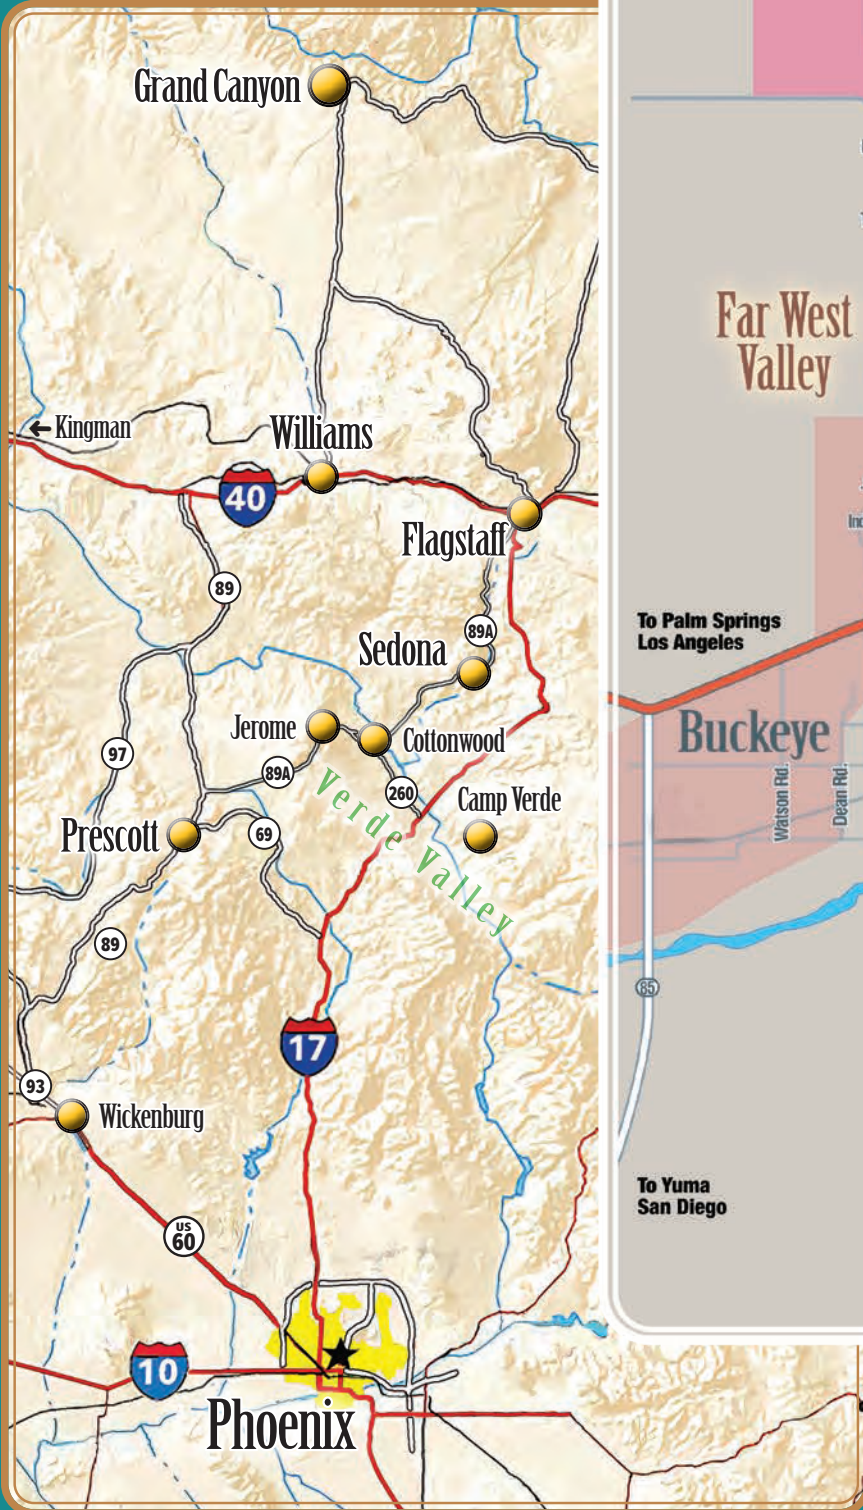 Grand Canyon
← Kingman
Williams
40
Flagstaff
89
89A
Sedona
Jerome
Cottonwood
97
89A
260
Camp Verde
Verde Valley
Prescott
69
89
17
93
Wickenburg
US
60
10
Phoenix
Far West
Valley
To Palm Springs
Los Angeles
Buckeye
Watson Rd.
Dean Rd.
85
To Yuma
San Diego